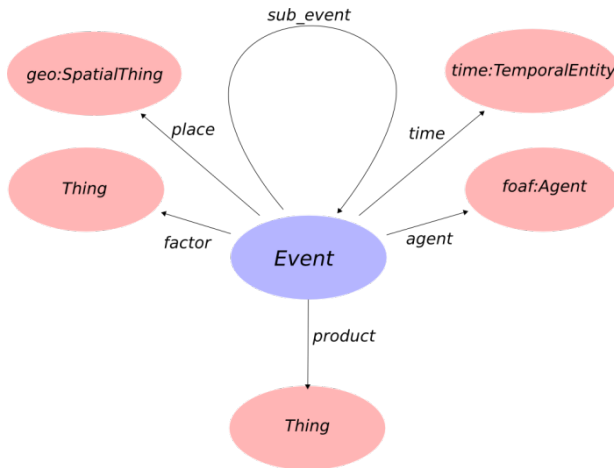 sub_event
geo:SpatialThing
time:TemporalEntity
place
time
Thing
foaf:Agent
factor
agent
Event
product
Thing